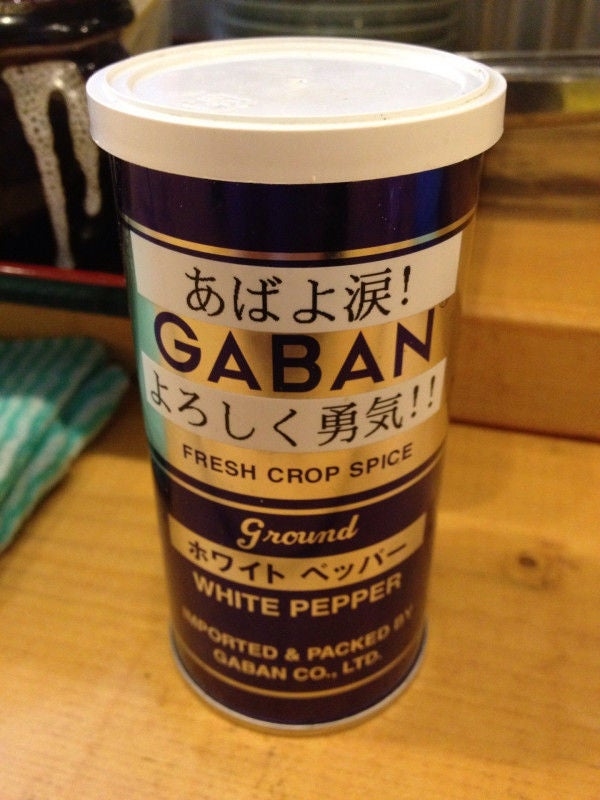 あばよ涙!
GABAN®
よろしく勇気!!
FRESH CROP SPICE
Ground
ホワイト ペッパー
WHITE PEPPER
IMPORTED & PACKED BY
GABAN CO., LTD.